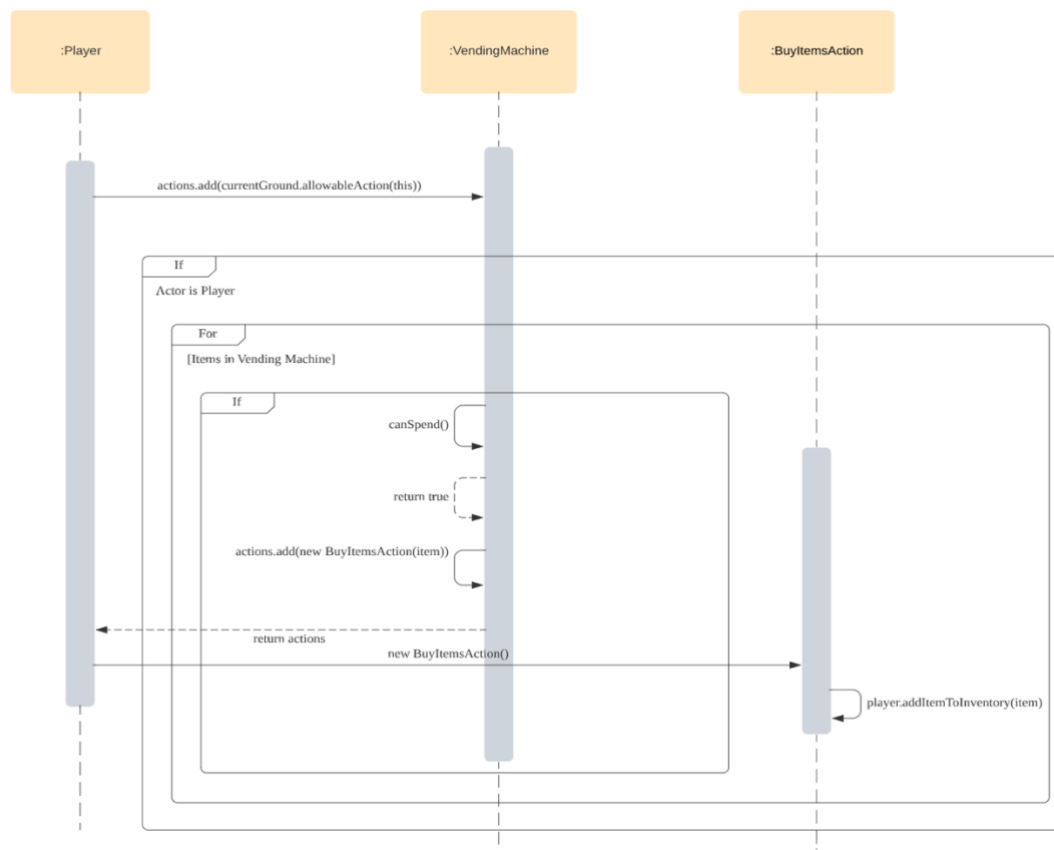 :Player
:VendingMachine
:BuyItemsAction
actions.add(currentGround.allowableAction(this))
If
Actor is Player
For
[Items in Vending Machine]
If
canSpend()
return true
actions.add(new BuyItemsAction(item))
return actions
new BuyItemsAction()
player.addItemToInventory(item)